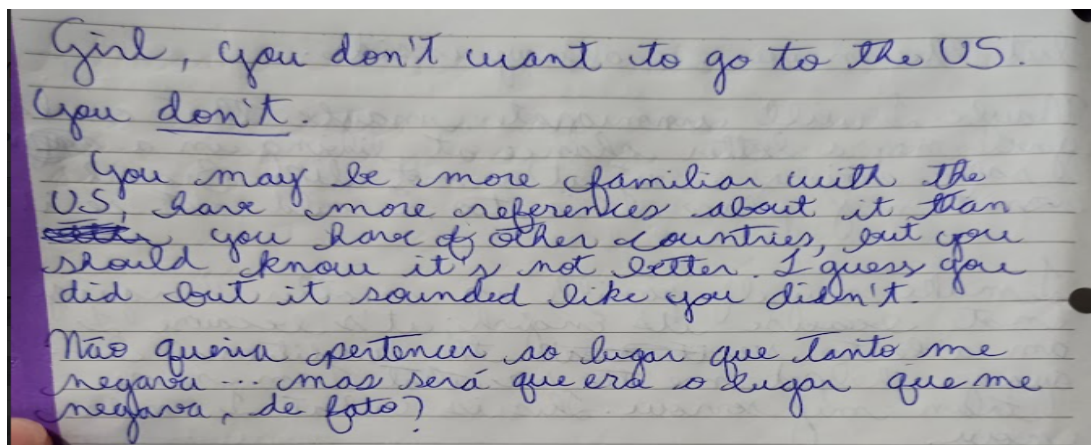 Girl, you don't want to go to the US.
You don't.
You may be more familiar with the
U.S, have more references about it than
you have of other countries, but you
should know it's not better. I guess you
did but it sounded like you didn't.
Não queria pertencer ao lugar que tanto me
negava... mas será que era o lugar que me
negava, de fato?